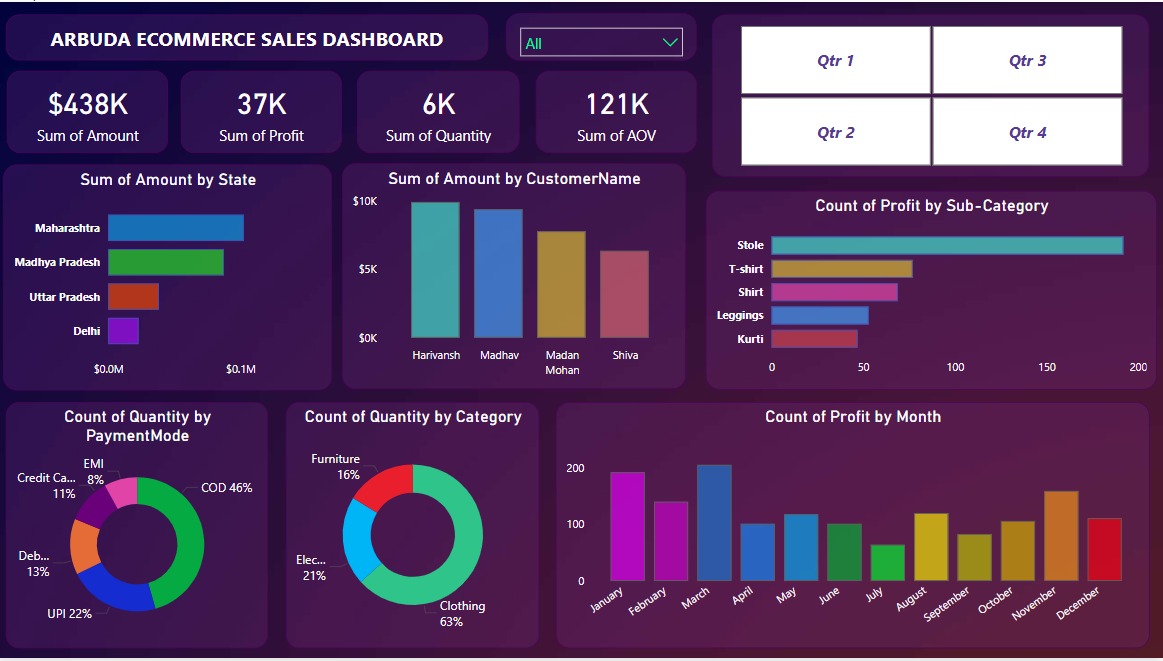 ARBUDA ECOMMERCE SALES DASHBOARD
All
Qtr 1
Qtr 3
Qtr 2
Qtr 4
$438K
Sum of Amount
37K
Sum of Profit
6K
Sum of Quantity
121K
Sum of AOV
Sum of Amount by State
Maharashtra
Madhya Pradesh
Uttar Pradesh
Delhi
$0.0M
$0.1M
Sum of Amount by CustomerName
$10K
$5K
$0K
Harivansh
Madhav
Madan
Mohan
Shiva
Count of Profit by Sub-Category
Stole
T-shirt
Shirt
Leggings
Kurti
0
50
100
150
200
Count of Quantity by
PaymentMode
EMI
8%
Credit Ca...
11%
COD 46%
Deb...
13%
UPI 22%
Count of Quantity by Category
Furniture
16%
Elec...
21%
Clothing
63%
Count of Profit by Month
200
100
0
January
February
March
April
May
June
July
August
September
October
November
December